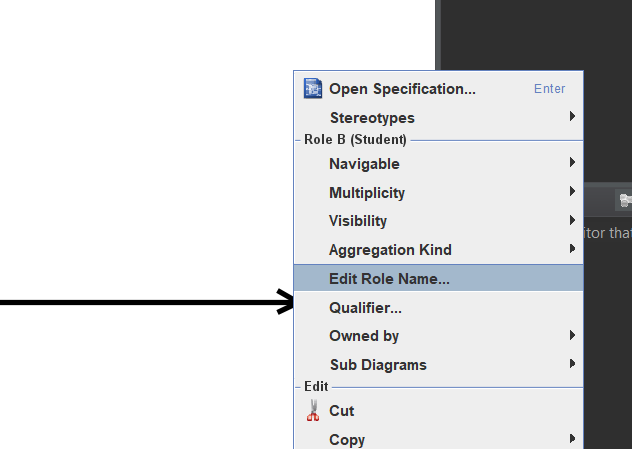 Open Specification... Enter
Stereotypes
Role B (Student)
Navigable
Multiplicity
Visibility
itor that
Aggregation Kind
Edit Role Name...
Qualifier...
Owned by
Sub Diagrams
Edit
Cut
Copy